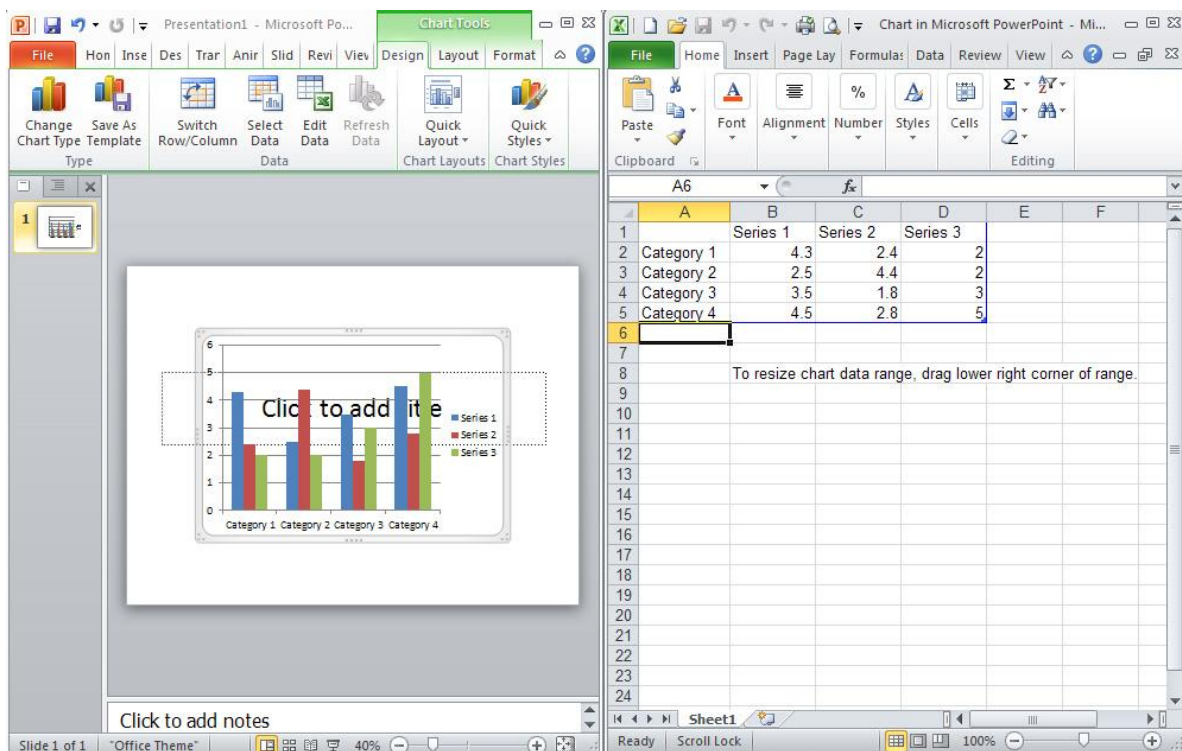 Presentation1 - Microsoft Po...
Chart Tools
File Hon Inse Des Trar Anir Slid Revi Viev Design Layout Format
Change Chart Type
Save As Template
Switch Row/Column
Select Data
Edit Data
Refresh Data
Quick Layout
Quick Styles
Type
Data
Chart Layouts
Chart Styles
1
Click to add title
6
5
4
3
2
1
0
Category 1 Category 2 Category 3 Category 4
Series 1
Series 2
Series 3
Click to add notes
Slide 1 of 1 "Office Theme" 40%
Chart in Microsoft PowerPoint - Mi...
File Home Insert Page Lay Formulas Data Review View
Paste
Font
Alignment
Number
Styles
Cells
Clipboard
Editing
A6 fx
A B C D E F
1 Series 1 Series 2 Series 3
2 Category 1 4.3 2.4 2
3 Category 2 2.5 4.4 2
4 Category 3 3.5 1.8 3
5 Category 4 4.5 2.8 5
6
7
8 To resize chart data range, drag lower right corner of range.
9
10
11
12
13
14
15
16
17
18
19
20
21
22
23
24
Sheet1
Ready Scroll Lock 100%